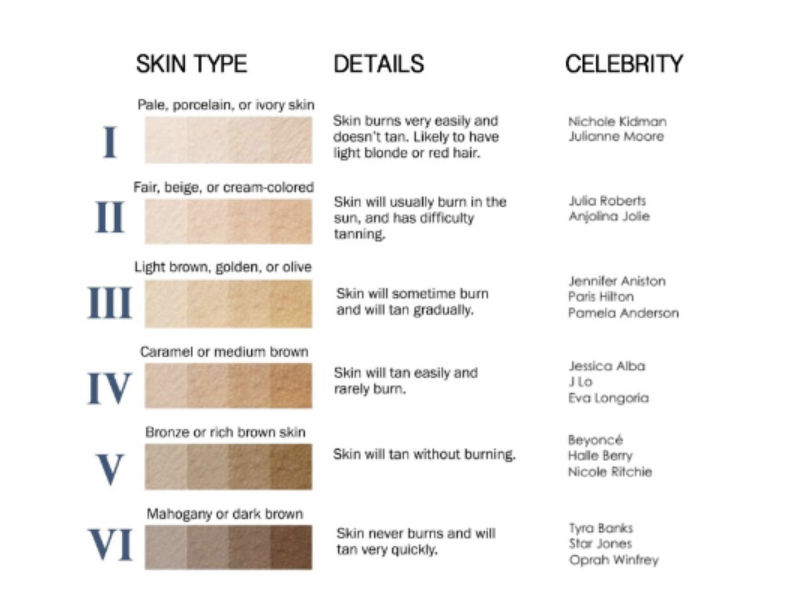 SKIN TYPE DETAILS CELEBRITY
Pale, porcelain, or ivory skin
I
Skin burns very easily and
doesn't tan. Likely to have
light blonde or red hair.
Nichole Kidman
Julianne Moore
Fair, beige, or cream-colored
II
Skin will usually burn in the
sun, and has difficulty
tanning.
Julia Roberts
Anjolina Jolie
Light brown, golden, or olive
III
Skin will sometime burn
and will tan gradually.
Jennifer Aniston
Paris Hilton
Pamela Anderson
Caramel or medium brown
IV
Skin will tan easily and
rarely burn.
Jessica Alba
J Lo
Eva Longoria
Bronze or rich brown skin
V
Skin will tan without burning.
Beyoncé
Halle Berry
Nicole Ritchie
Mahogany or dark brown
VI
Skin never burns and will
tan very quickly.
Tyra Banks
Star Jones
Oprah Winfrey